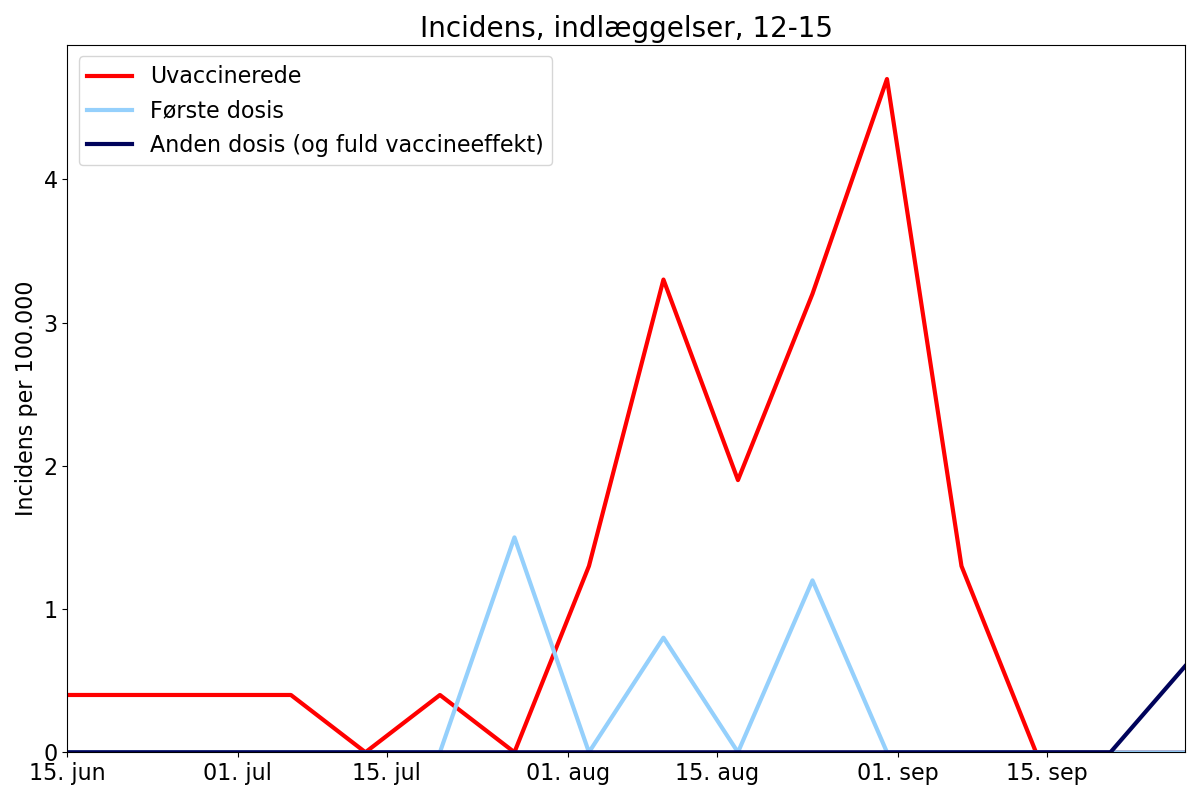 Incidens, indlæggelser, 12-15
Uvaccinerede
Første dosis
Anden dosis (og fuld vaccineeffekt)
Incidens per 100.000
4
3
2
1
0
15. jun 01. jul 15. jul 01. aug 15. aug 01. sep 15. sep